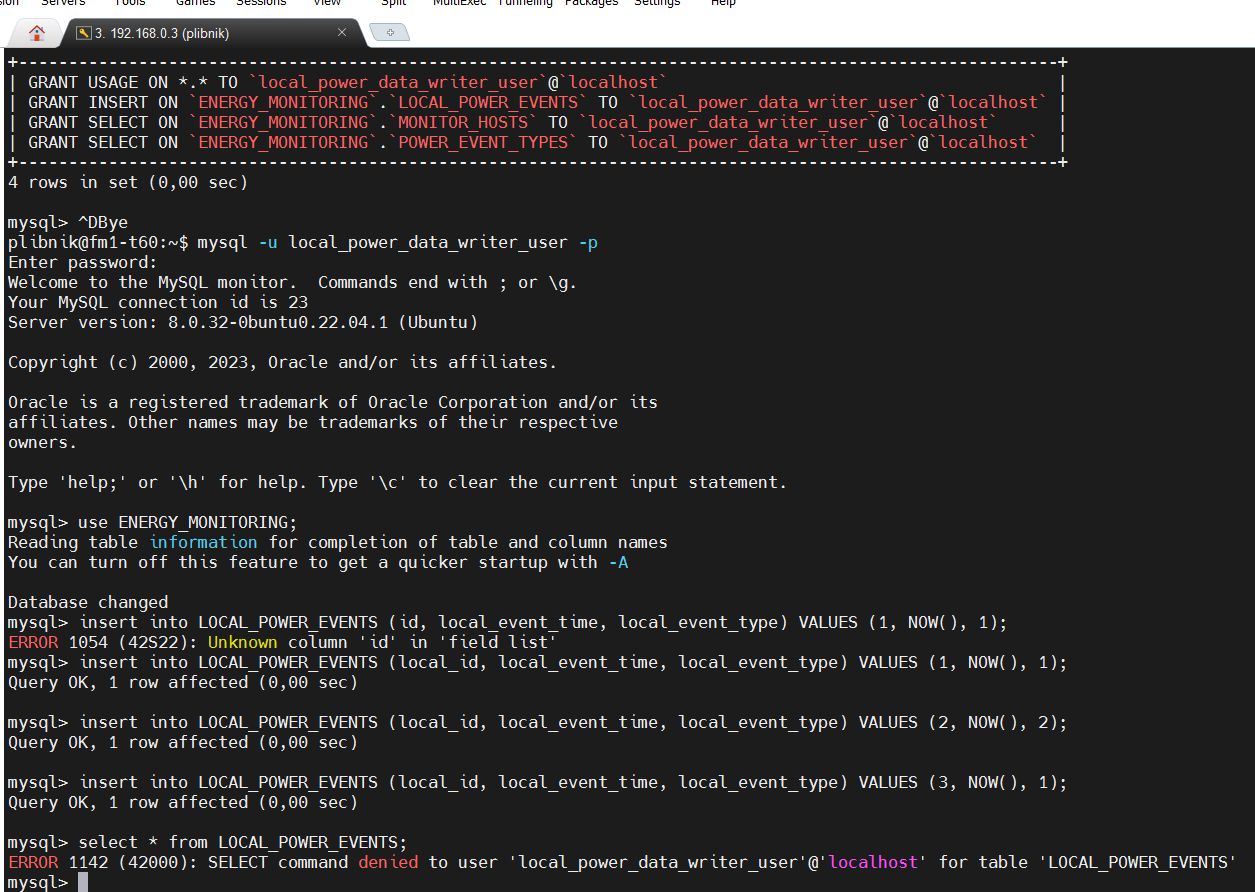 Servers Tools Games Sessions View Split MultiExec Tunneling Packages Settings Help
3. 192.168.0.3 (plibnik)
+--------------------------------------------------------------------------------------------------------+
| GRANT USAGE ON *.* TO `local_power_data_writer_user`@`localhost` |
| GRANT INSERT ON `ENERGY_MONITORING`.`LOCAL_POWER_EVENTS` TO `local_power_data_writer_user`@`localhost` |
| GRANT SELECT ON `ENERGY_MONITORING`.`MONITOR_HOSTS` TO `local_power_data_writer_user`@`localhost` |
| GRANT SELECT ON `ENERGY_MONITORING`.`POWER_EVENT_TYPES` TO `local_power_data_writer_user`@`localhost` |
+--------------------------------------------------------------------------------------------------------+
4 rows in set (0,00 sec)
mysql> ^DBye
plibnik@fm1-t60:~$ mysql -u local_power_data_writer_user -p
Enter password:
Welcome to the MySQL monitor.  Commands end with ; or \g.
Your MySQL connection id is 23
Server version: 8.0.32-0buntu0.22.04.1 (Ubuntu)
Copyright (c) 2000, 2023, Oracle and/or its affiliates.
Oracle is a registered trademark of Oracle Corporation and/or its
affiliates. Other names may be trademarks of their respective
owners.
Type 'help;' or '\h' for help. Type '\c' to clear the current input statement.
mysql> use ENERGY_MONITORING;
Reading table information for completion of table and column names
You can turn off this feature to get a quicker startup with -A
Database changed
mysql> insert into LOCAL_POWER_EVENTS (id, local_event_time, local_event_type) VALUES (1, NOW(), 1);
ERROR 1054 (42S22): Unknown column 'id' in 'field list'
mysql> insert into LOCAL_POWER_EVENTS (local_id, local_event_time, local_event_type) VALUES (1, NOW(), 1);
Query OK, 1 row affected (0,00 sec)
mysql> insert into LOCAL_POWER_EVENTS (local_id, local_event_time, local_event_type) VALUES (2, NOW(), 2);
Query OK, 1 row affected (0,00 sec)
mysql> insert into LOCAL_POWER_EVENTS (local_id, local_event_time, local_event_type) VALUES (3, NOW(), 1);
Query OK, 1 row affected (0,00 sec)
mysql> select * from LOCAL_POWER_EVENTS;
ERROR 1142 (42000): SELECT command denied to user 'local_power_data_writer_user'@'localhost' for table 'LOCAL_POWER_EVENTS'
mysql>